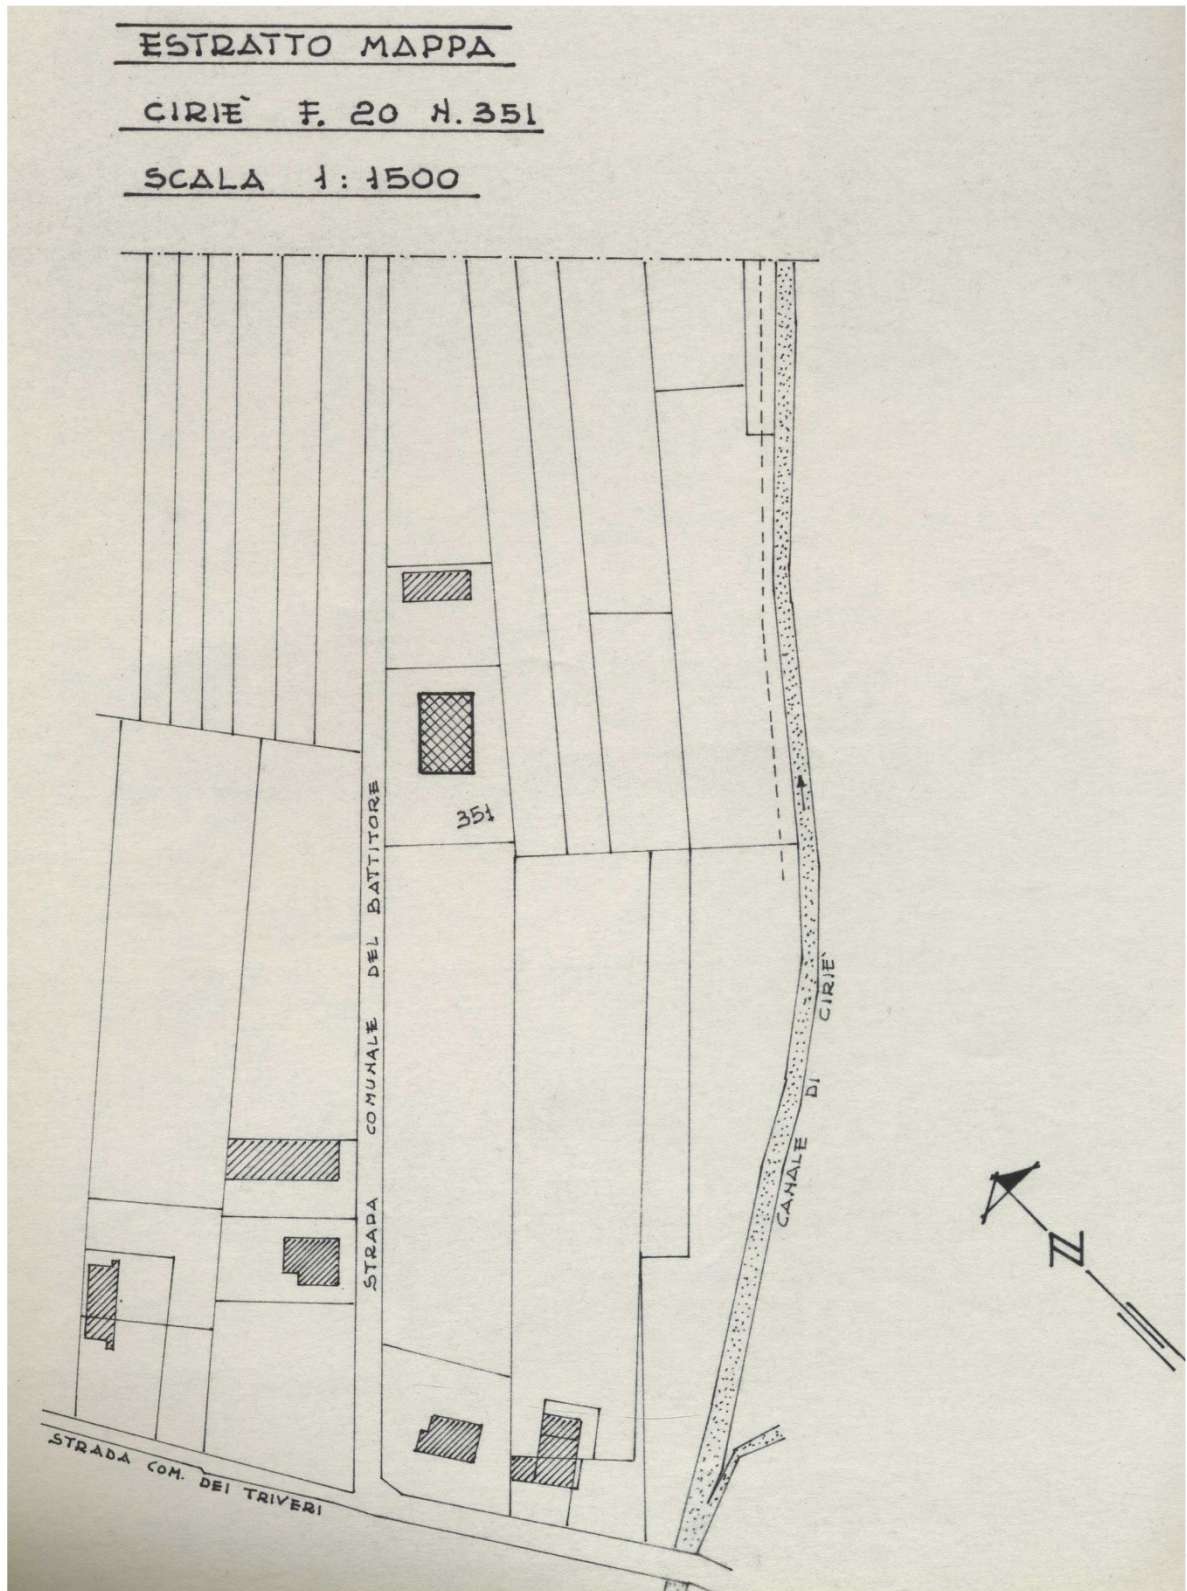 ESTRATTO MAPPA
CIRIÈ F. 20 N. 351
SCALA 1:1500
351
STRADA COMUNALE DEL BATTITORE
CANALE DI CIRIÈ
N
STRADA COM. DEI TRIVERI